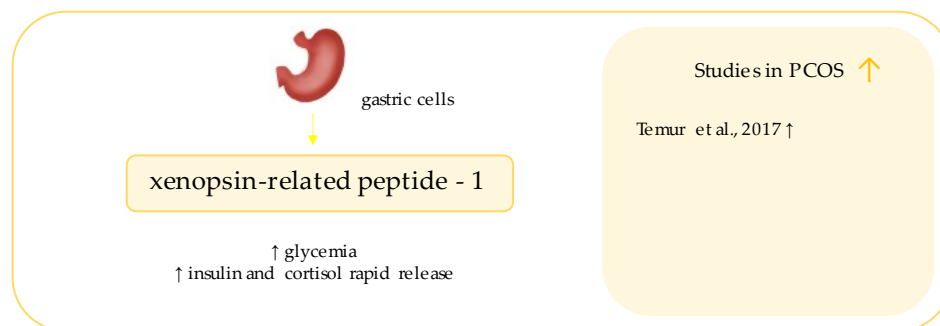 gastric cells
xenopsin-related peptide - 1
↑ glycemia
↑ insulin and cortisol rapid release
Studies in PCOS ↑
Temur et al., 2017 ↑